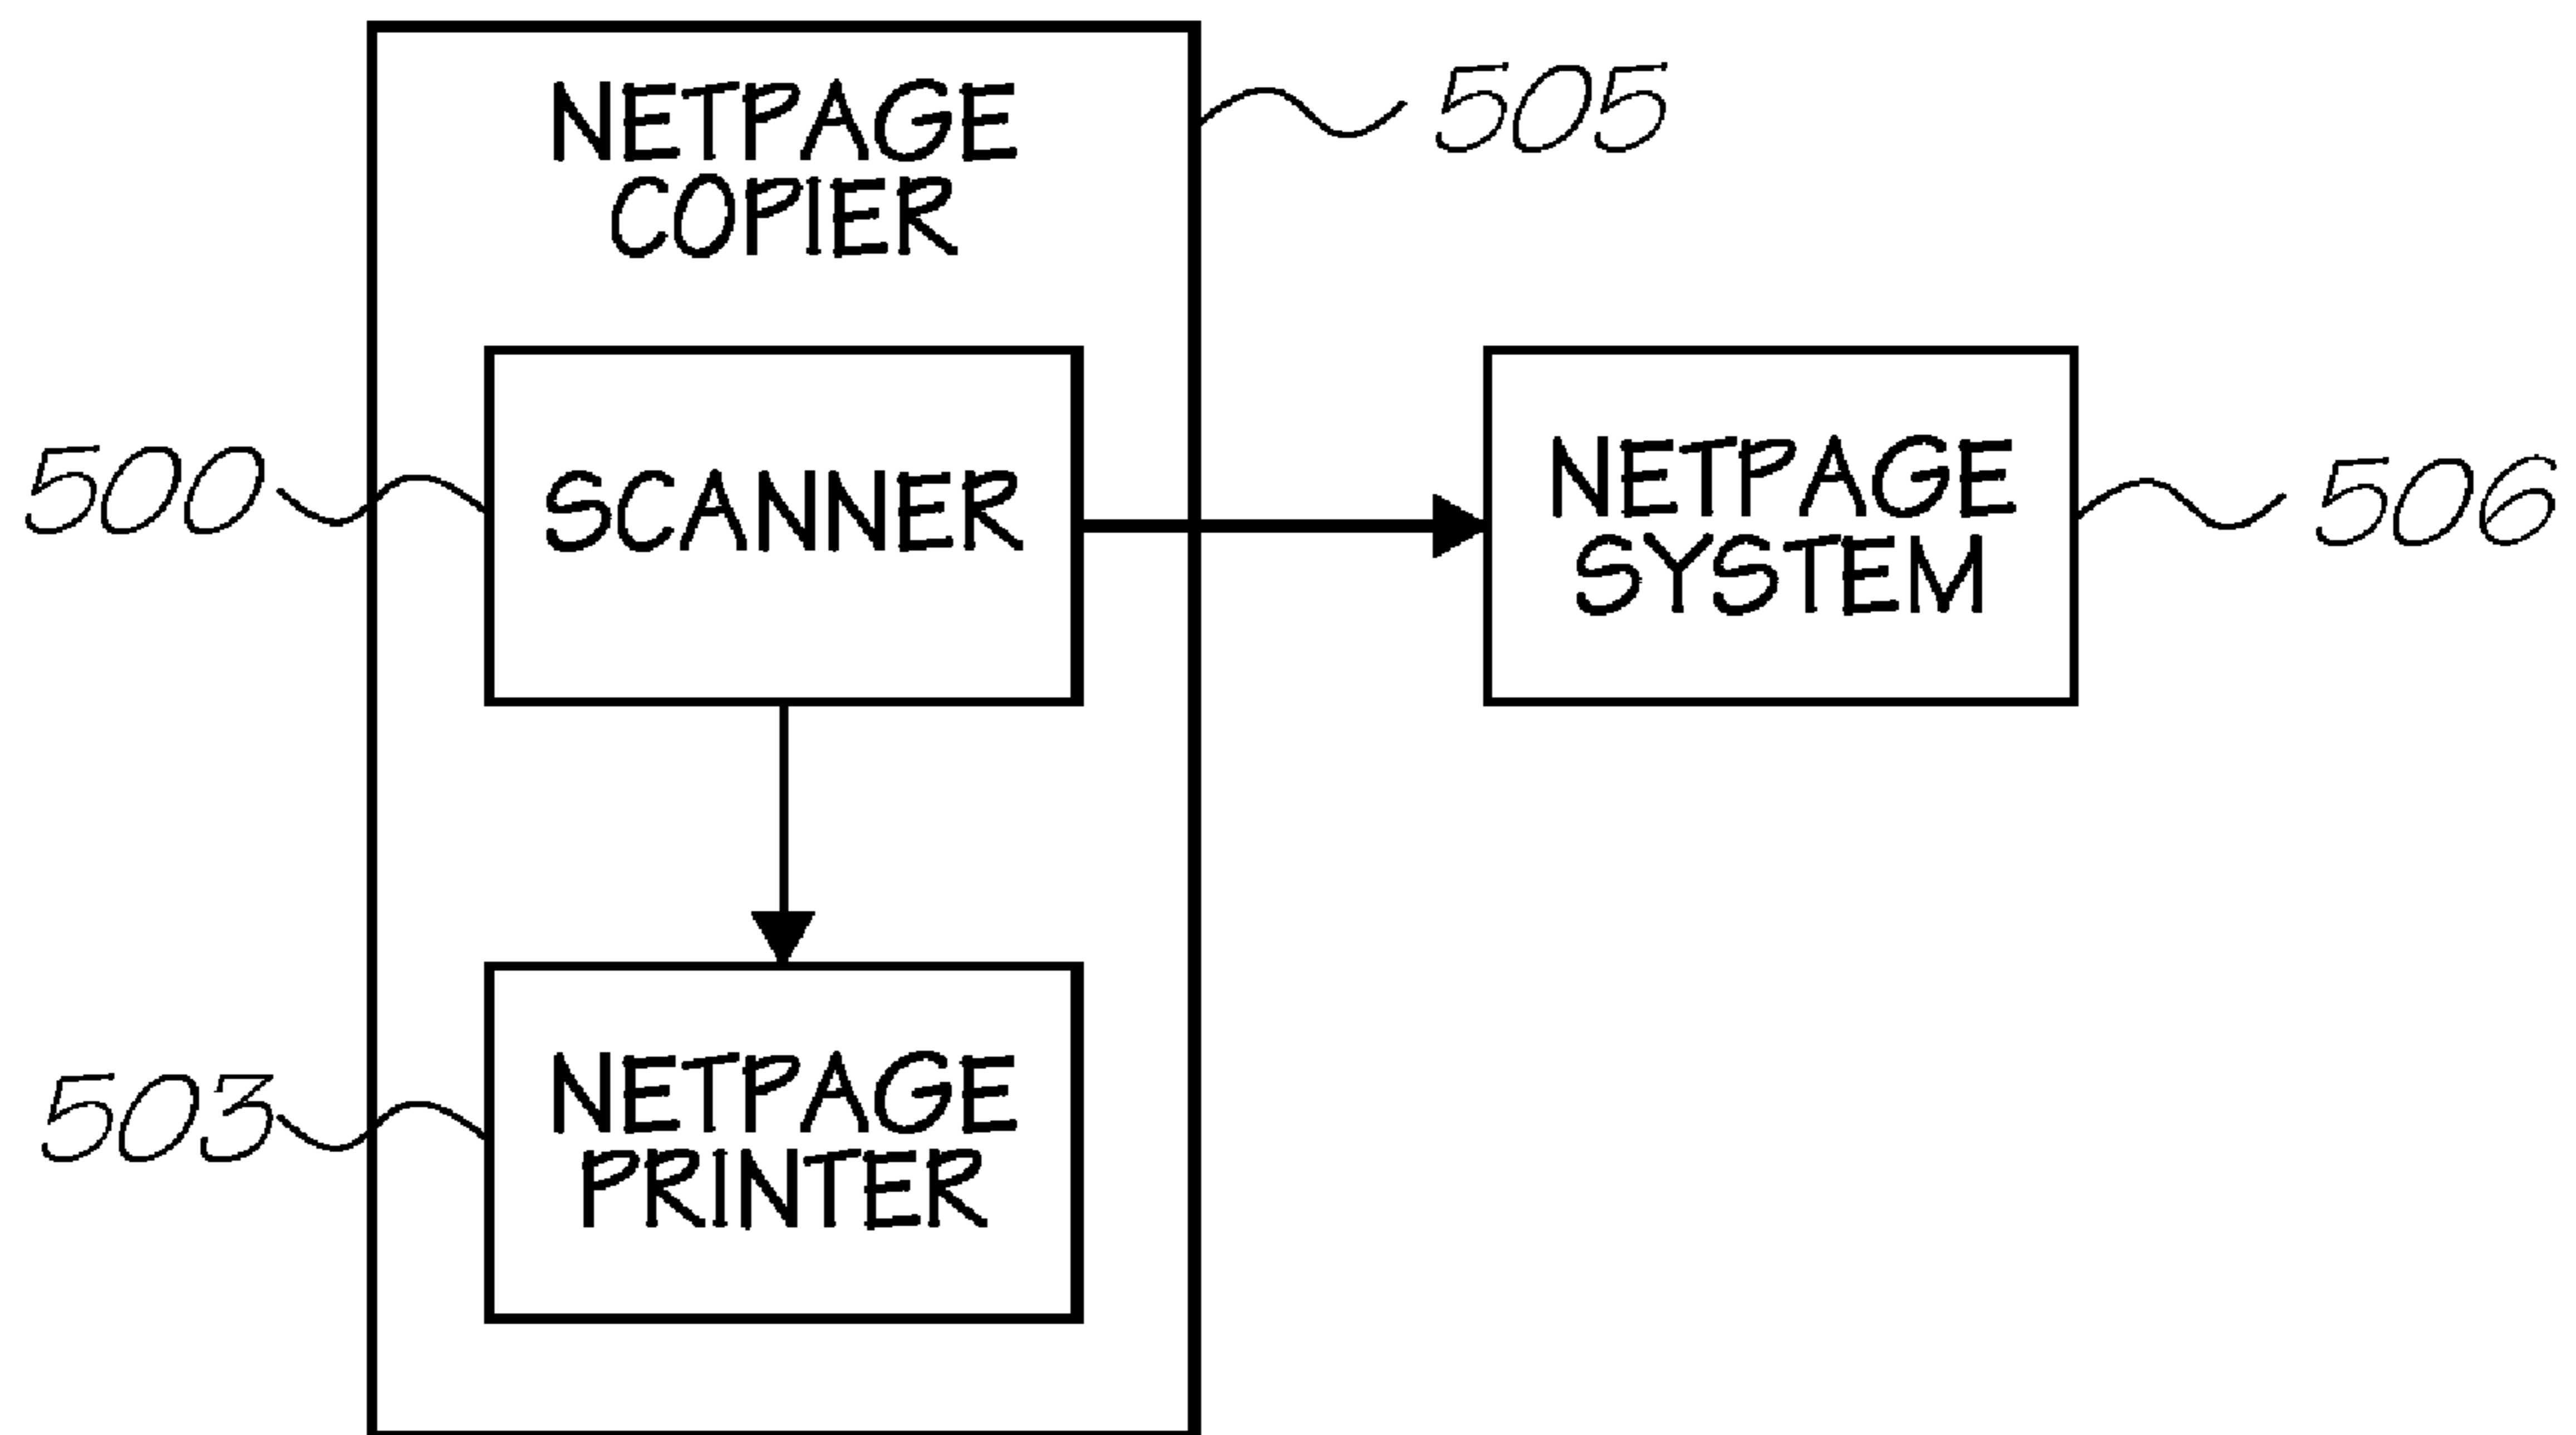 NETPAGE
COPIER
505
500
SCANNER
NETPAGE
SYSTEM
506
503
NETPAGE
PRINTER